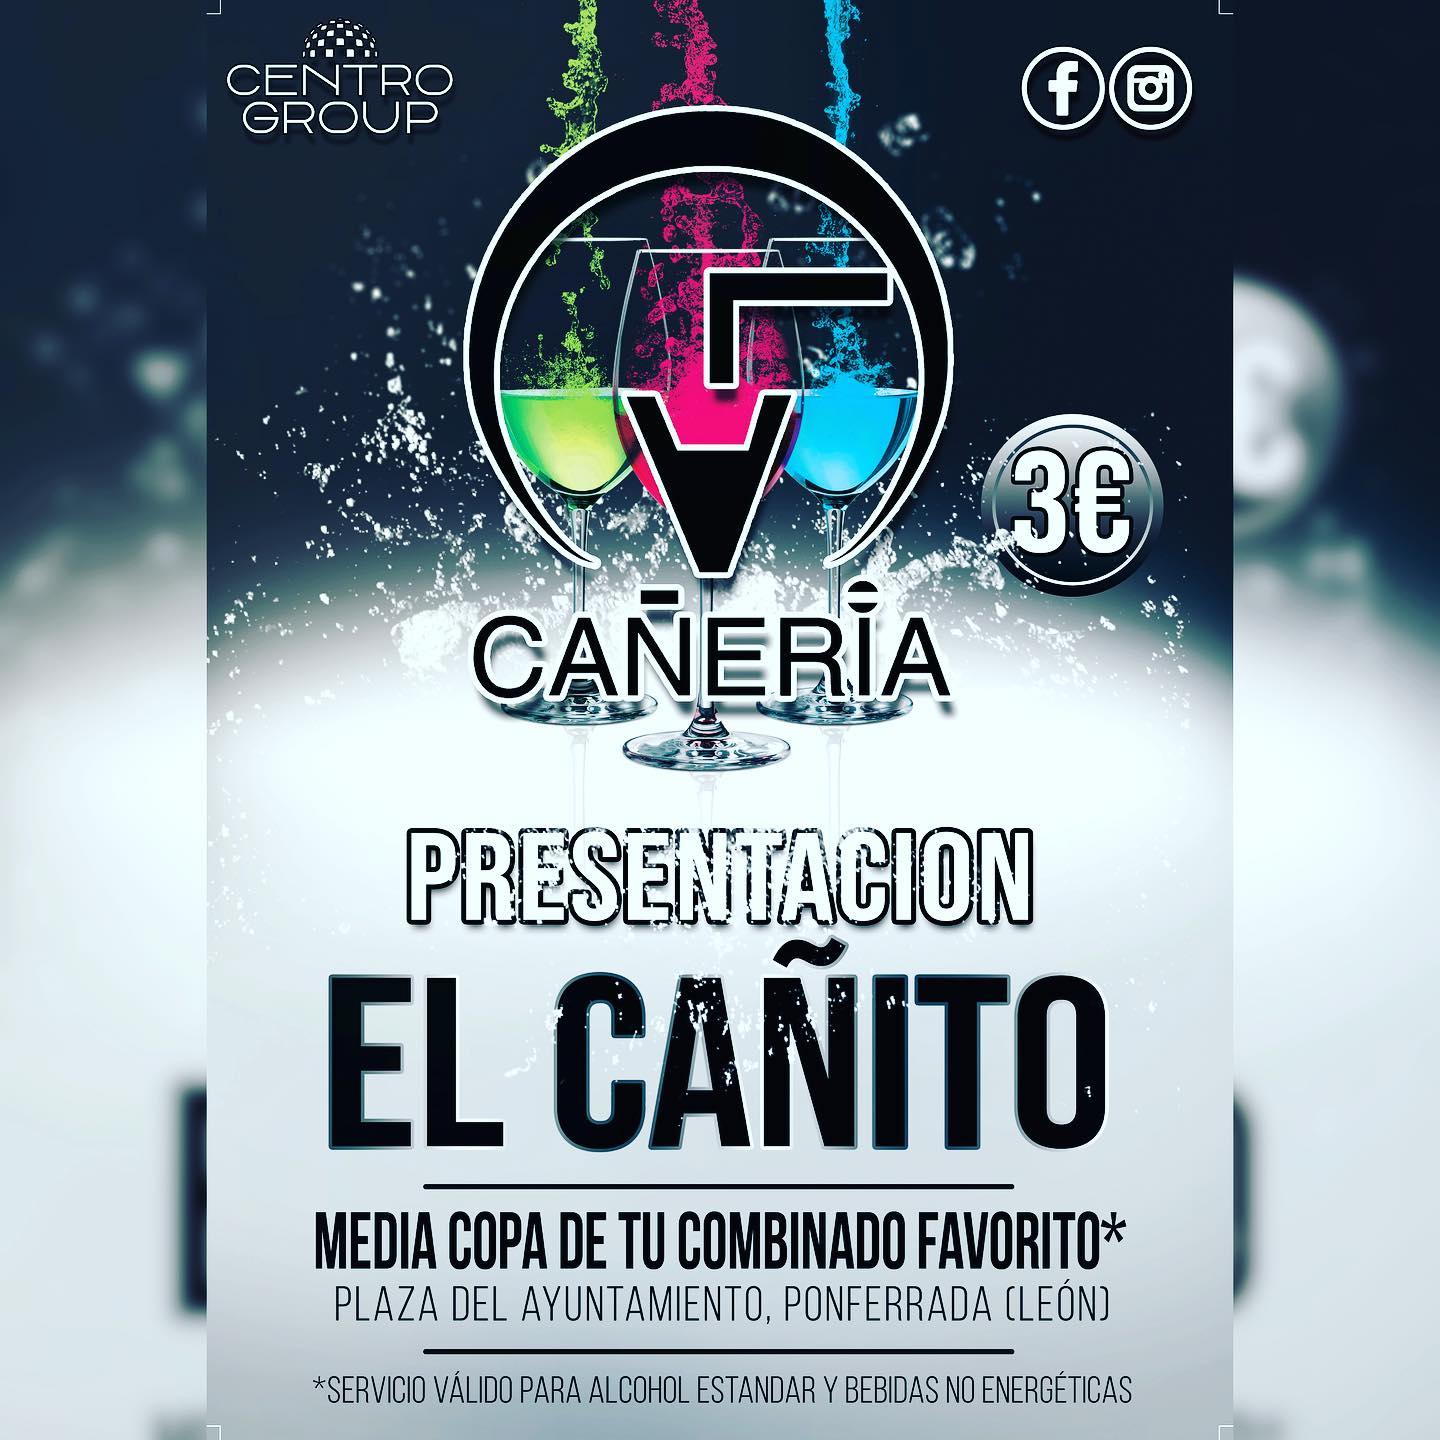 CENTRO
GROUP
3€
CAÑERIA
PRESENTACION
EL CAÑITO
MEDIA COPA DE TU COMBINADO FAVORITO*
PLAZA DEL AYUNTAMIENTO, PONFERRADA (LEÓN)
*SERVICIO VÁLIDO PARA ALCOHOL ESTANDAR Y BEBIDAS NO ENERGÉTICAS